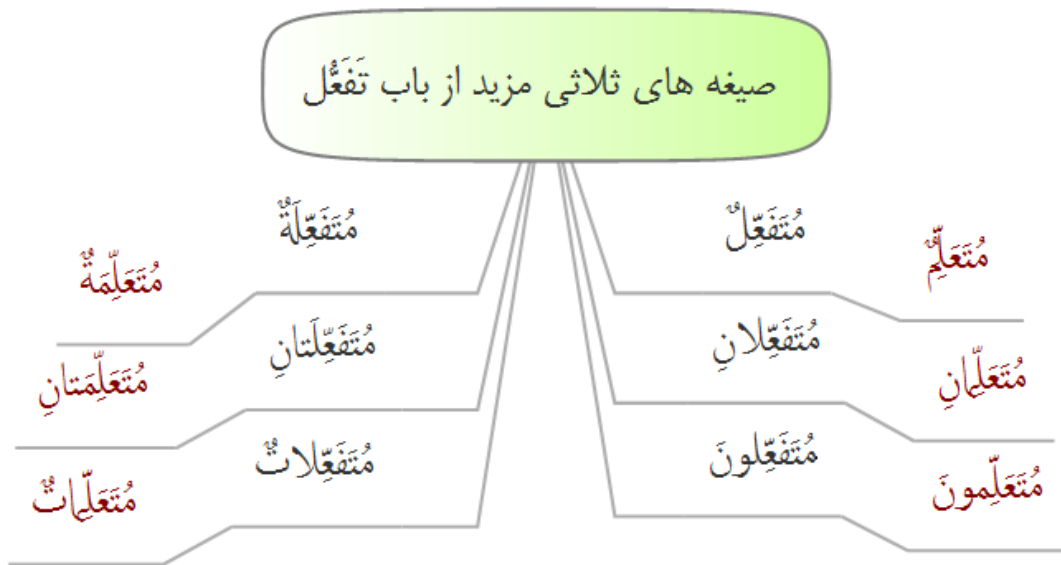 صیغه های ثلاثی مزید از باب تَفَعُّل
مُتَفَعِّلٌ
مُتَعَلِّمٌ
مُتَفَعِّلانِ
مُتَعَلِّمانِ
مُتَفَعِّلونَ
مُتَعَلِّمونَ
مُتَفَعِّلَةٌ
مُتَعَلِّمَةٌ
مُتَفَعِّلَتانِ
مُتَعَلِّمَتانِ
مُتَفَعِّلاتٌ
مُتَعَلِّماتٌ